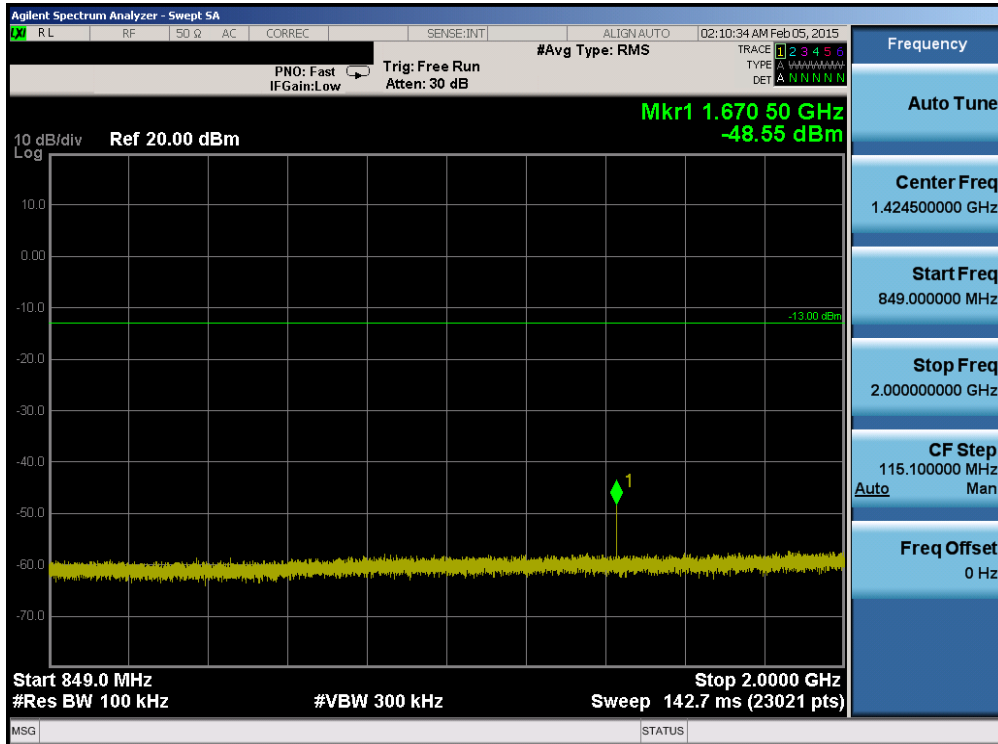 Agilent Spectrum Analyzer - Swept SA
LXI RL RF 50 Ω AC CORREC SENSE:INT ALIGN AUTO 02:10:34 AM Feb 05, 2015
#Avg Type: RMS
TRACE 1 2 3 4 5 6
TYPE A WWWWW
DET A N N N N N
PNO: Fast Trig: Free Run
IFGain:Low Atten: 30 dB
Frequency
Mkr1 1.670 50 GHz
-48.55 dBm
10 dB/div Ref 20.00 dBm
Log
10.0
0.00
-10.0
-13.00 dBm
-20.0
-30.0
-40.0
1
-50.0
-60.0
-70.0
Start 849.0 MHz Stop 2.0000 GHz
#Res BW 100 kHz #VBW 300 kHz Sweep 142.7 ms (23021 pts)
MSG STATUS
Auto Tune
Center Freq
1.424500000 GHz
Start Freq
849.000000 MHz
Stop Freq
2.000000000 GHz
CF Step
115.100000 MHz
Auto Man
Freq Offset
0 Hz